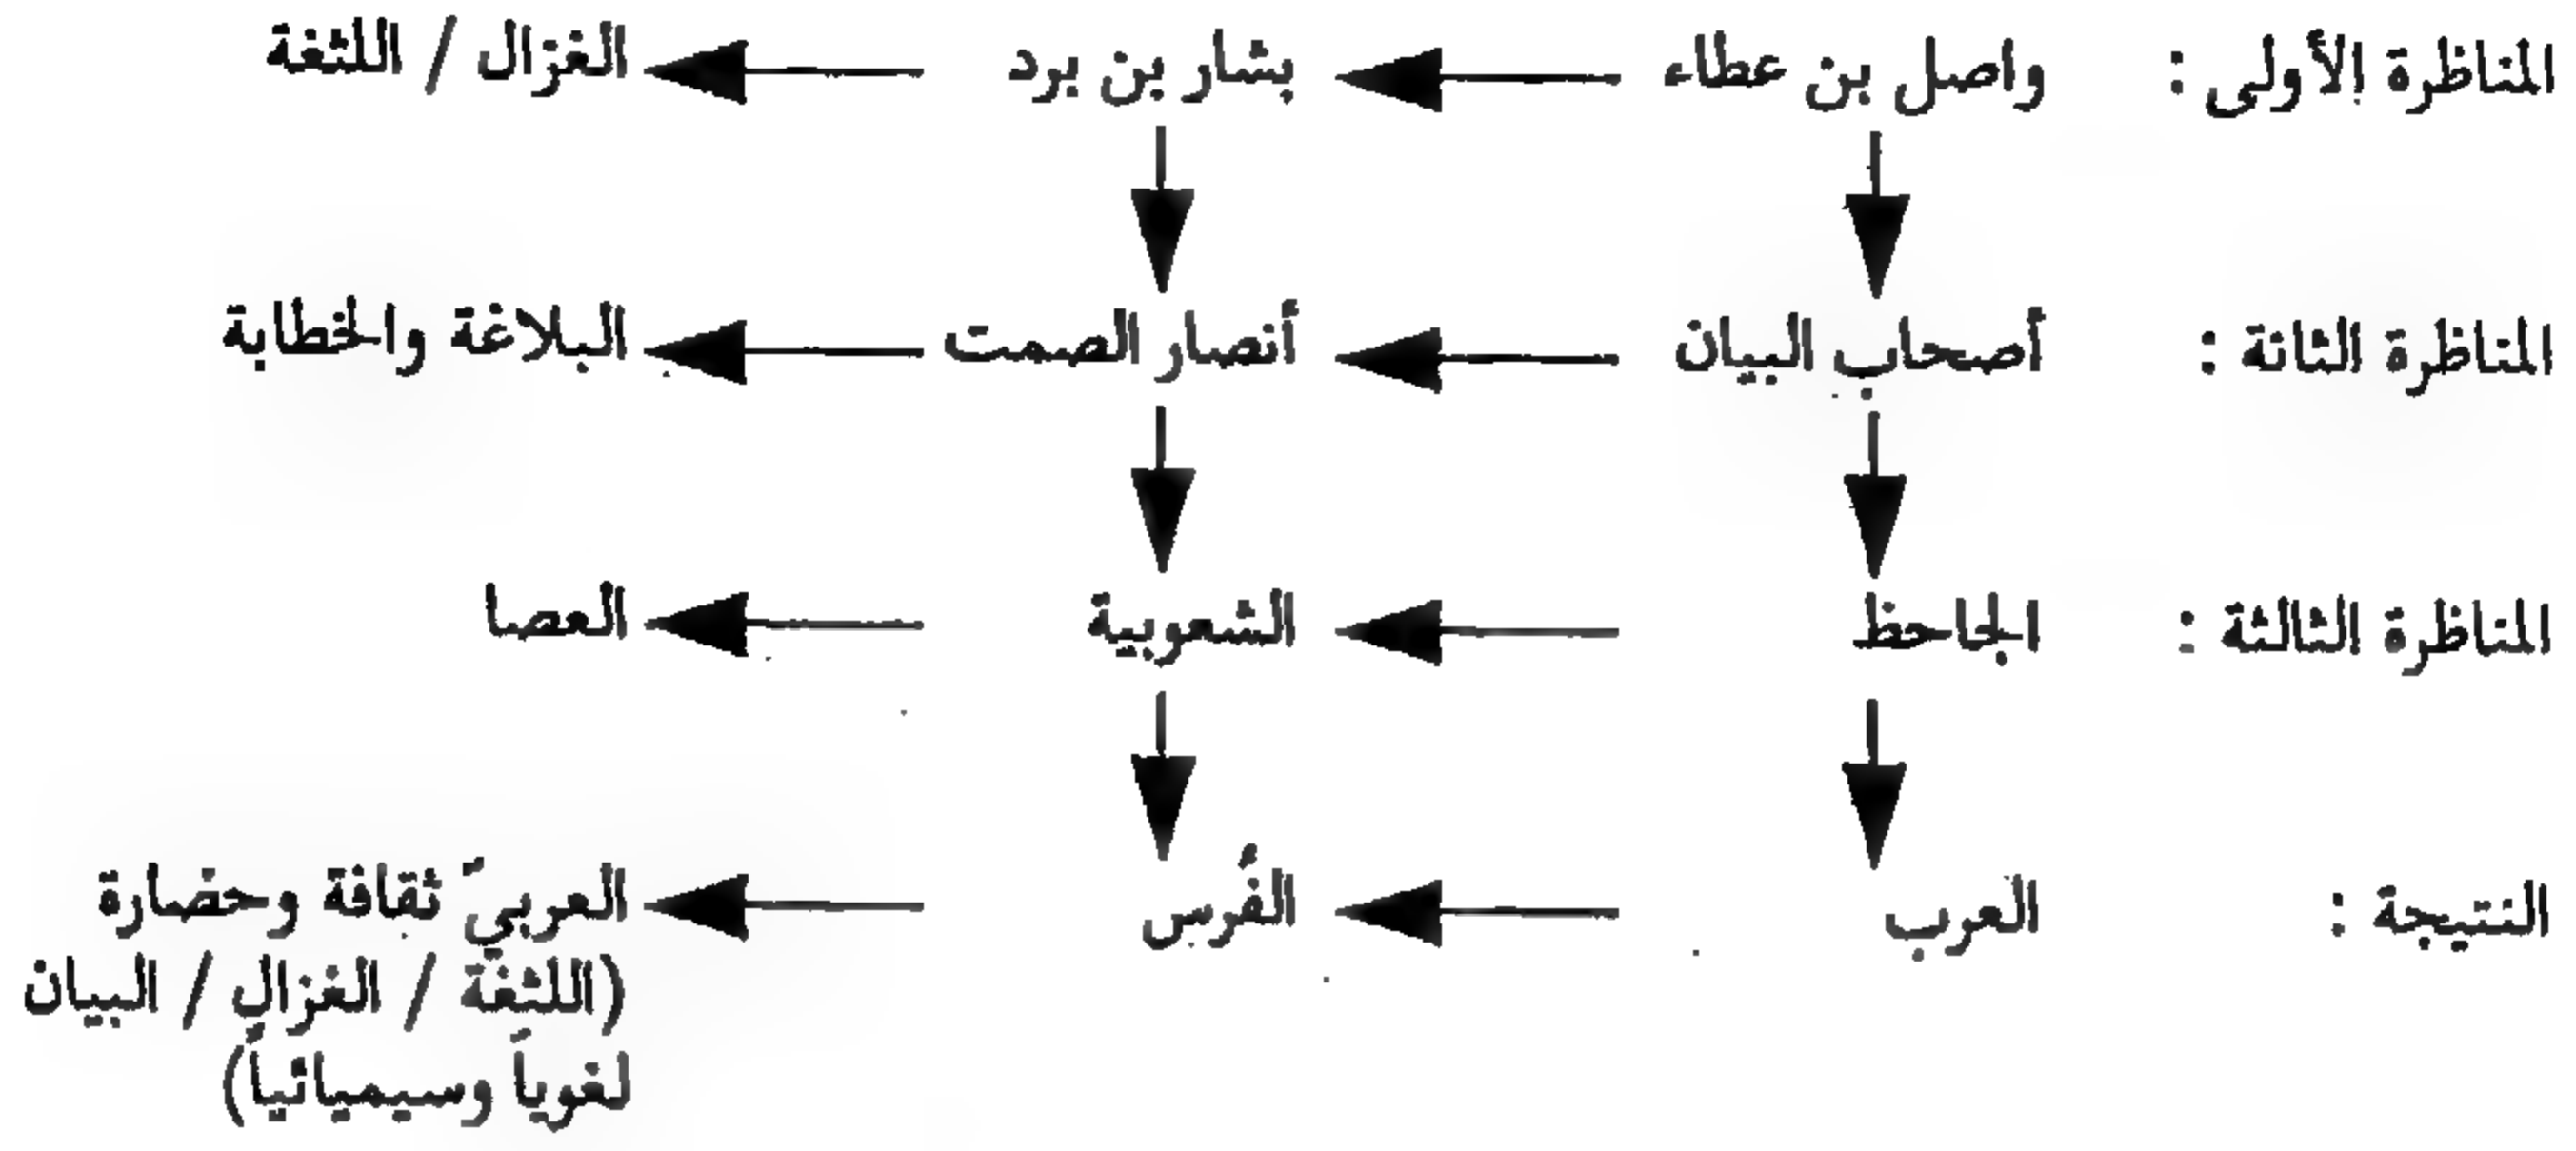 المناظرة الأولى : واصل بن عطاء بشار بن برد الغزال / اللثغة
المناظرة الثانة : أصحاب البيان أنصار الصمت البلاغة والخطابة
المناظرة الثالثة : الجاحظ الشعوبية العصا
النتيجة : العرب الفُرس العربيّ ثقافة وحضارة
(اللثغة / الغزال / البيان
لغوياً وسيميائياً)